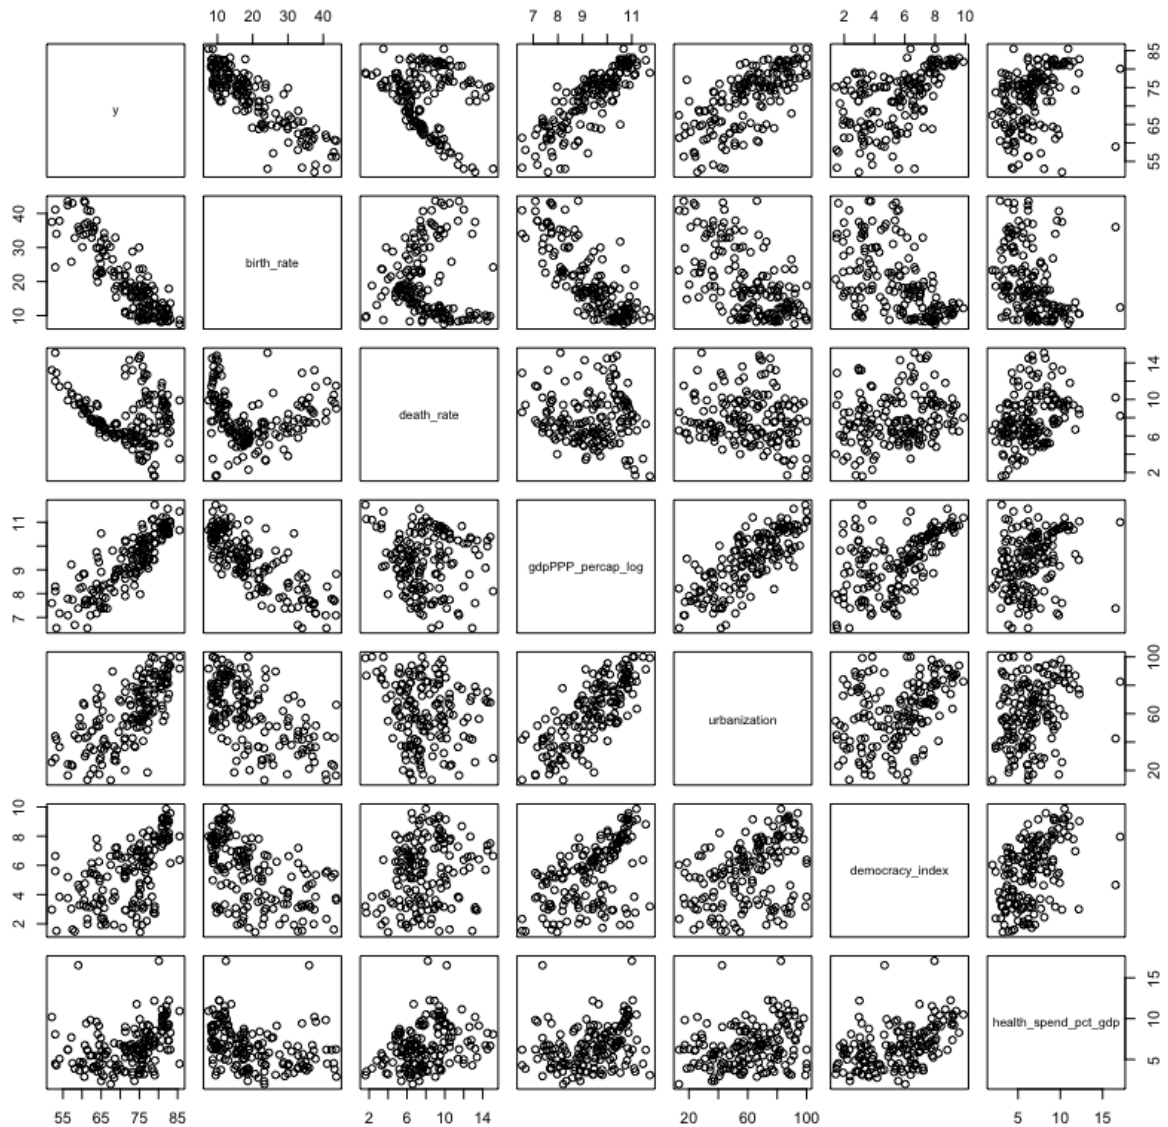 10 20 30 40 7 8 9 11 2 4 6 8 10
y 55 65 75 85
10 20 30 40 birth_rate
death_rate 2 6 10 14
7 8 9 11 gdpPPP_percap_log
urbanization 20 60 100
2 4 6 8 10 democracy_index
health_spend_pct_gdp 5 10 15
55 65 75 85 2 6 10 14 20 60 100 5 10 15